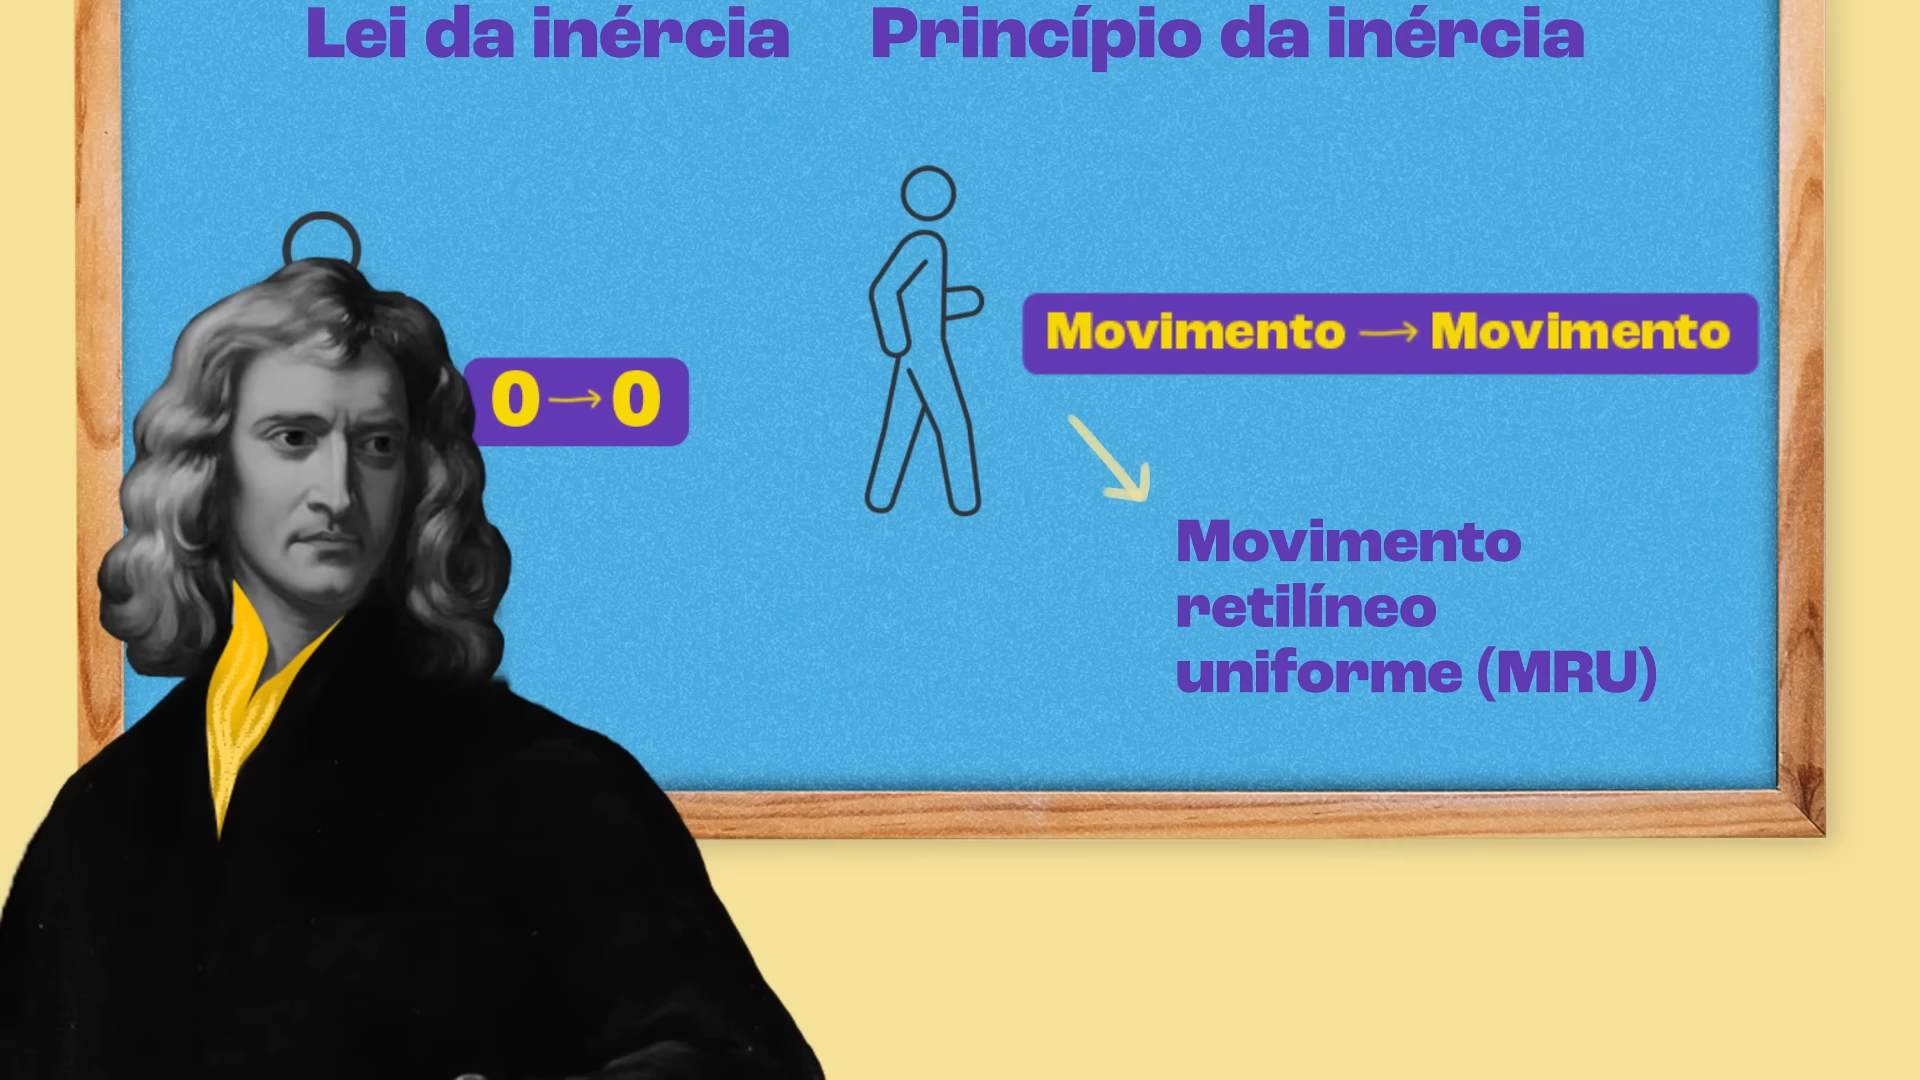 Lei da inércia
Princípio da inércia
0 → 0
Movimento → Movimento
Movimento
retilíneo
uniforme (MRU)